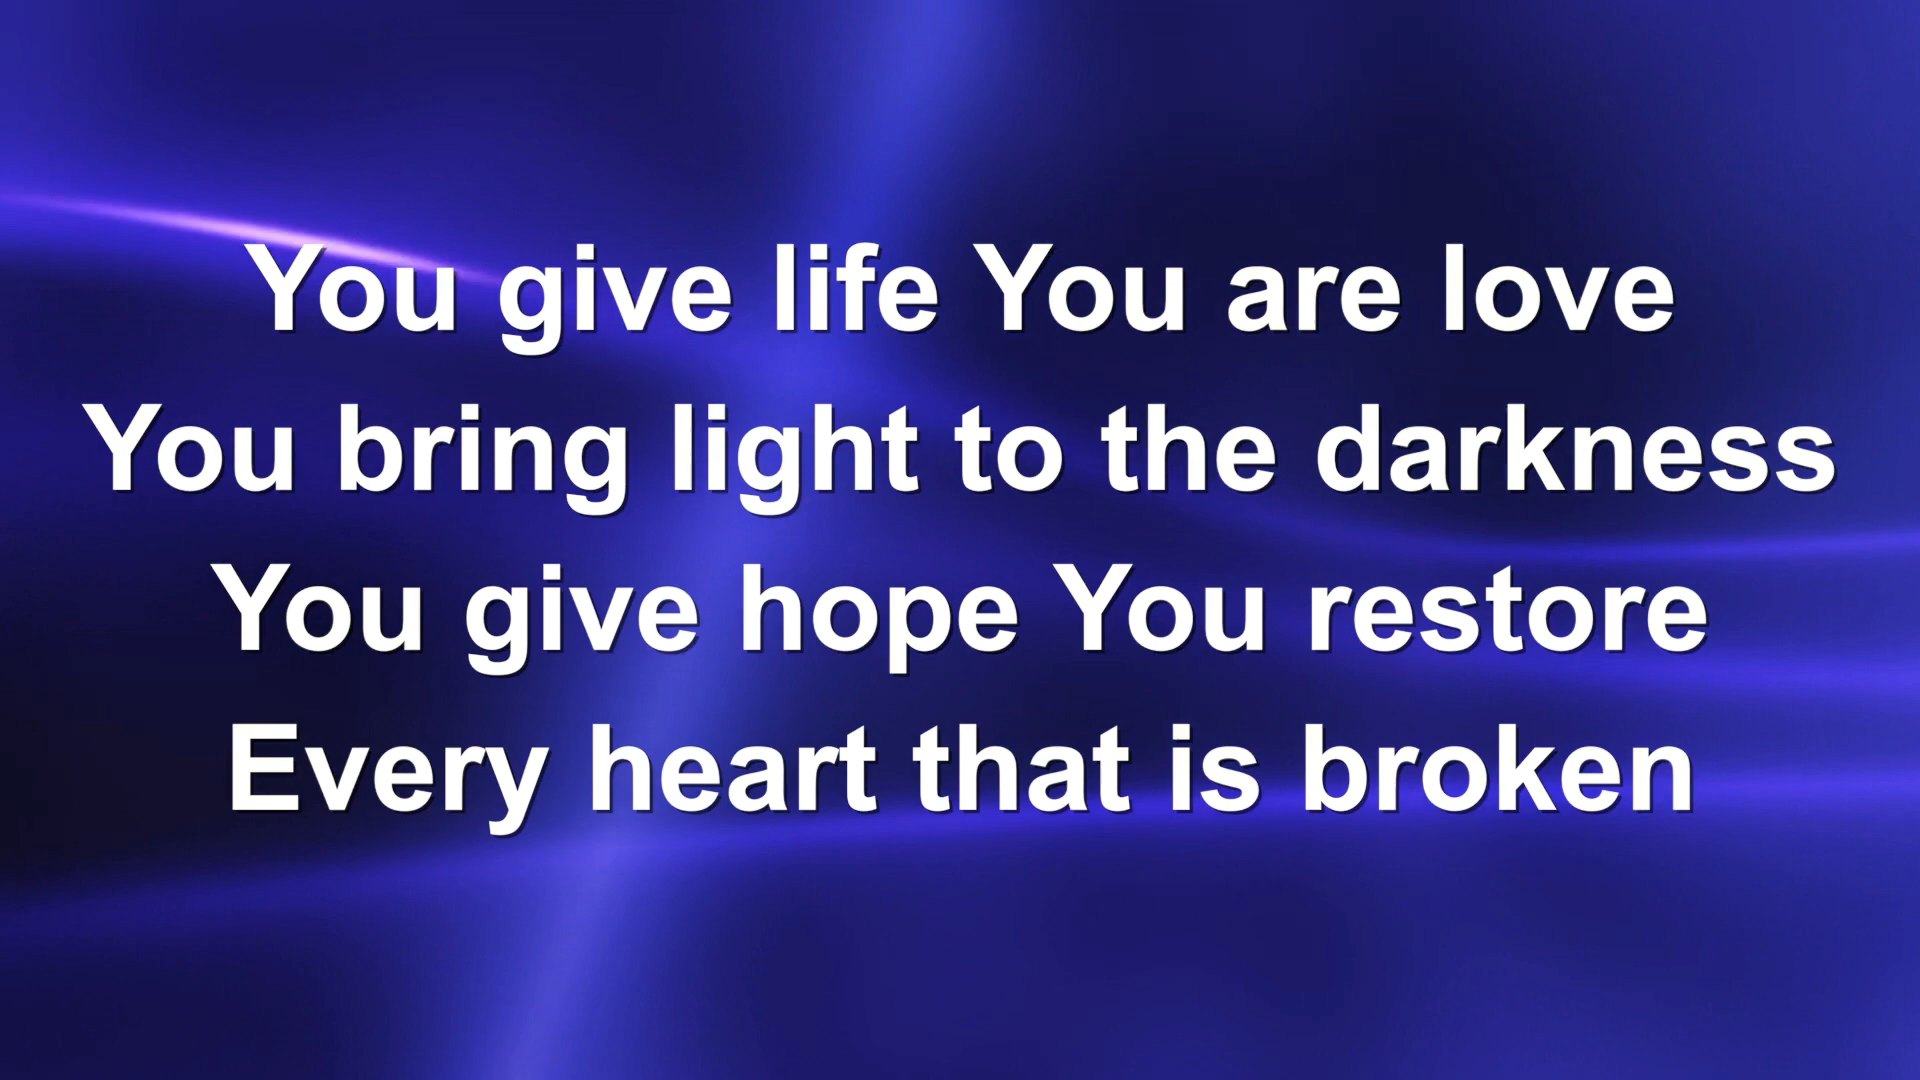 You give life You are love
You bring light to the darkness
You give hope You restore
Every heart that is broken